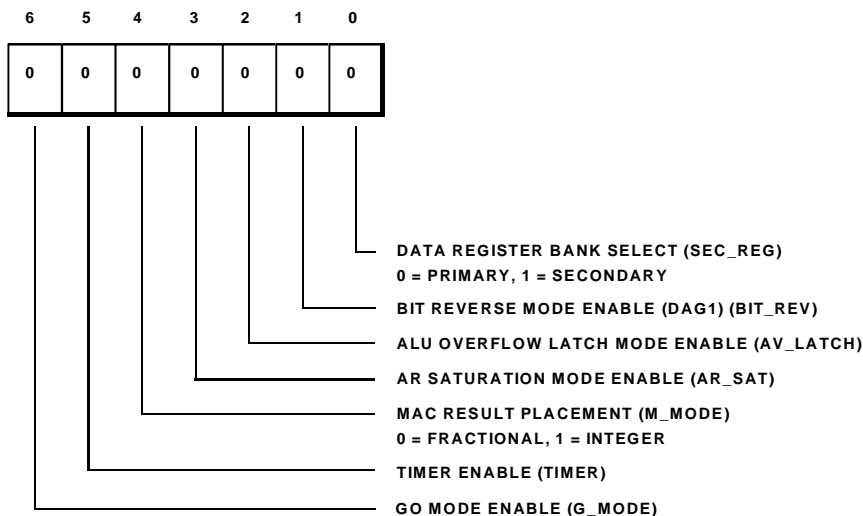 6 5 4 3 2 1 0
0 0 0 0 0 0 0
DATA REGISTER BANK SELECT (SEC_REG)
0 = PRIMARY, 1 = SECONDARY
BIT REVERSE MODE ENABLE (DAG1) (BIT_REV)
ALU OVERFLOW LATCH MODE ENABLE (AV_LATCH)
AR SATURATION MODE ENABLE (AR_SAT)
MAC RESULT PLACEMENT (M_MODE)
0 = FRACTIONAL, 1 = INTEGER
TIMER ENABLE (TIMER)
GO MODE ENABLE (G_MODE)